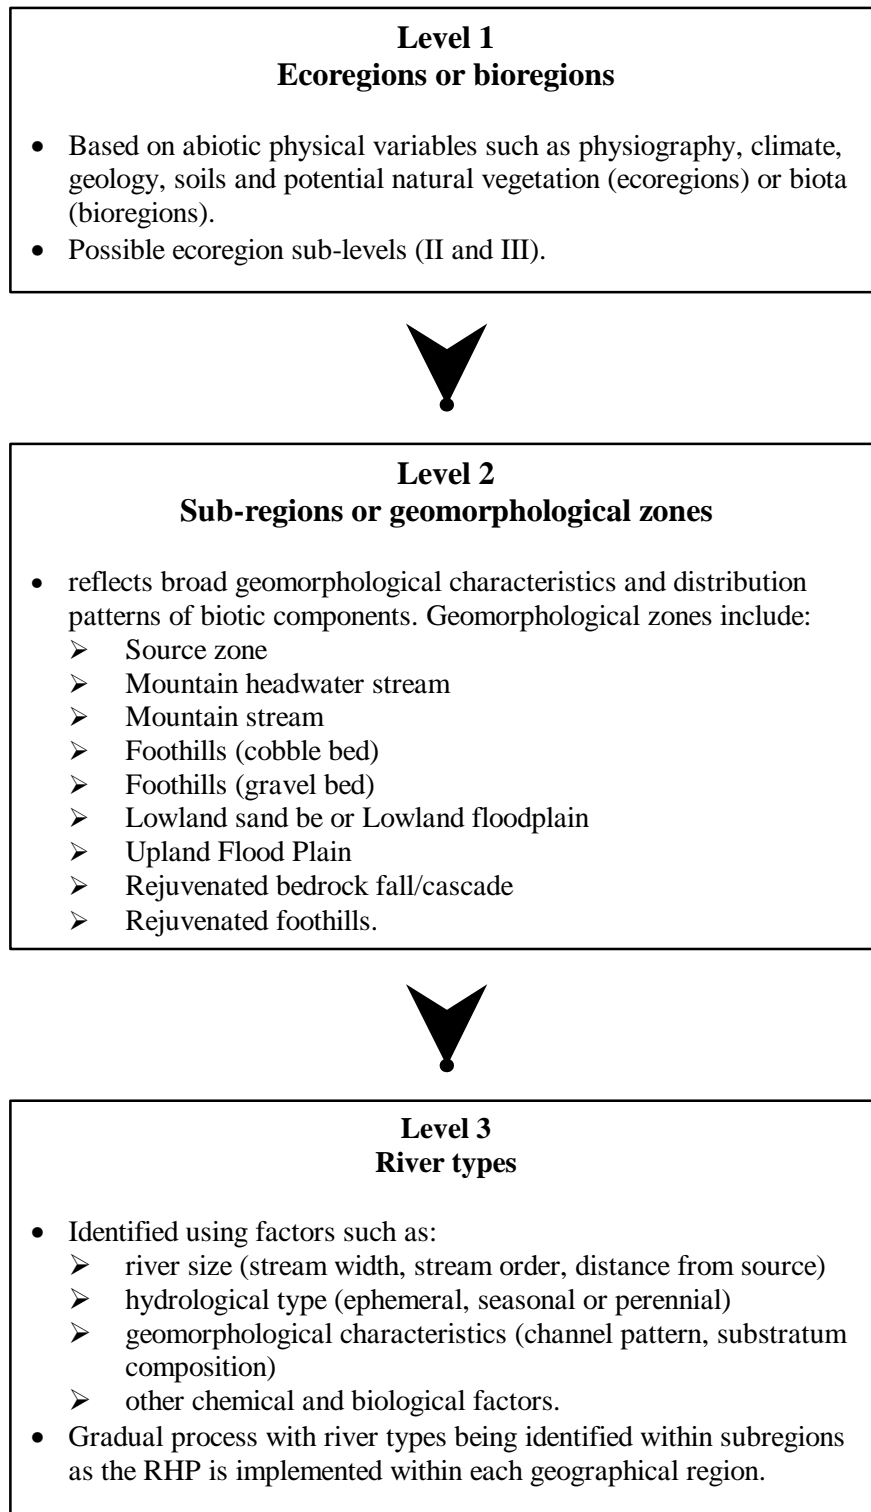 Level 1
Ecoregions or bioregions
• Based on abiotic physical variables such as physiography, climate,
geology, soils and potential natural vegetation (ecoregions) or biota
(bioregions).
• Possible ecoregion sub-levels (II and III).
Level 2
Sub-regions or geomorphological zones
• reflects broad geomorphological characteristics and distribution
patterns of biotic components. Geomorphological zones include:
➢ Source zone
➢ Mountain headwater stream
➢ Mountain stream
➢ Foothills (cobble bed)
➢ Foothills (gravel bed)
➢ Lowland sand be or Lowland floodplain
➢ Upland Flood Plain
➢ Rejuvenated bedrock fall/cascade
➢ Rejuvenated foothills.
Level 3
River types
• Identified using factors such as:
➢ river size (stream width, stream order, distance from source)
➢ hydrological type (ephemeral, seasonal or perennial)
➢ geomorphological characteristics (channel pattern, substratum
composition)
➢ other chemical and biological factors.
• Gradual process with river types being identified within subregions
as the RHP is implemented within each geographical region.